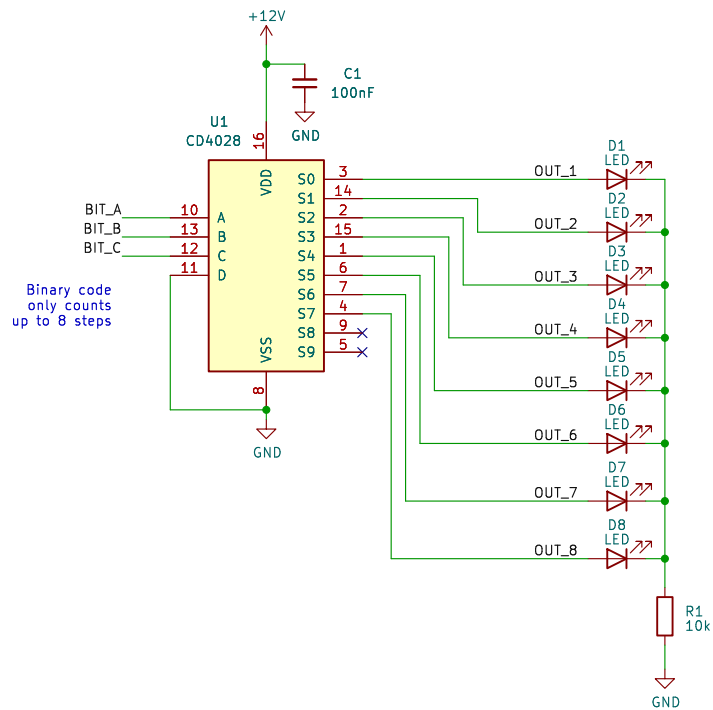 +12V
C1
100nF
GND
U1
CD4028
16
VDD
BIT_A
10
A
BIT_B
13
B
BIT_C
12
C
11
D
Binary code
only counts
up to 8 steps
S0
3
S1
14
S2
2
S3
15
S4
1
S5
6
S6
7
S7
4
S8
9
S9
5
VSS
8
GND
OUT_1
D1
LED
OUT_2
D2
LED
OUT_3
D3
LED
OUT_4
D4
LED
OUT_5
D5
LED
OUT_6
D6
LED
OUT_7
D7
LED
OUT_8
D8
LED
R1
10k
GND